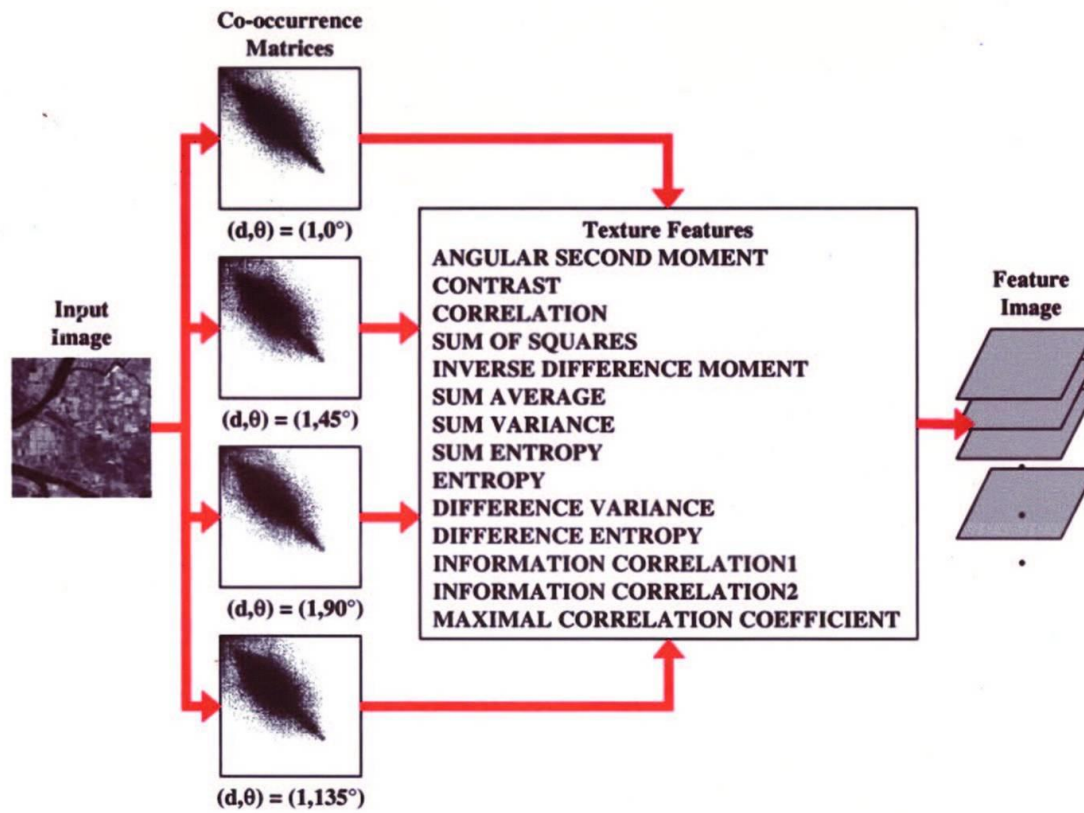 Co-occurrence
Matrices
(d,θ) = (1,0°)
Input
Image
(d,θ) = (1,45°)
(d,θ) = (1,90°)
(d,θ) = (1,135°)
Texture Features
ANGULAR SECOND MOMENT
CONTRAST
CORRELATION
SUM OF SQUARES
INVERSE DIFFERENCE MOMENT
SUM AVERAGE
SUM VARIANCE
SUM ENTROPY
ENTROPY
DIFFERENCE VARIANCE
DIFFERENCE ENTROPY
INFORMATION CORRELATION1
INFORMATION CORRELATION2
MAXIMAL CORRELATION COEFFICIENT
Feature
Image